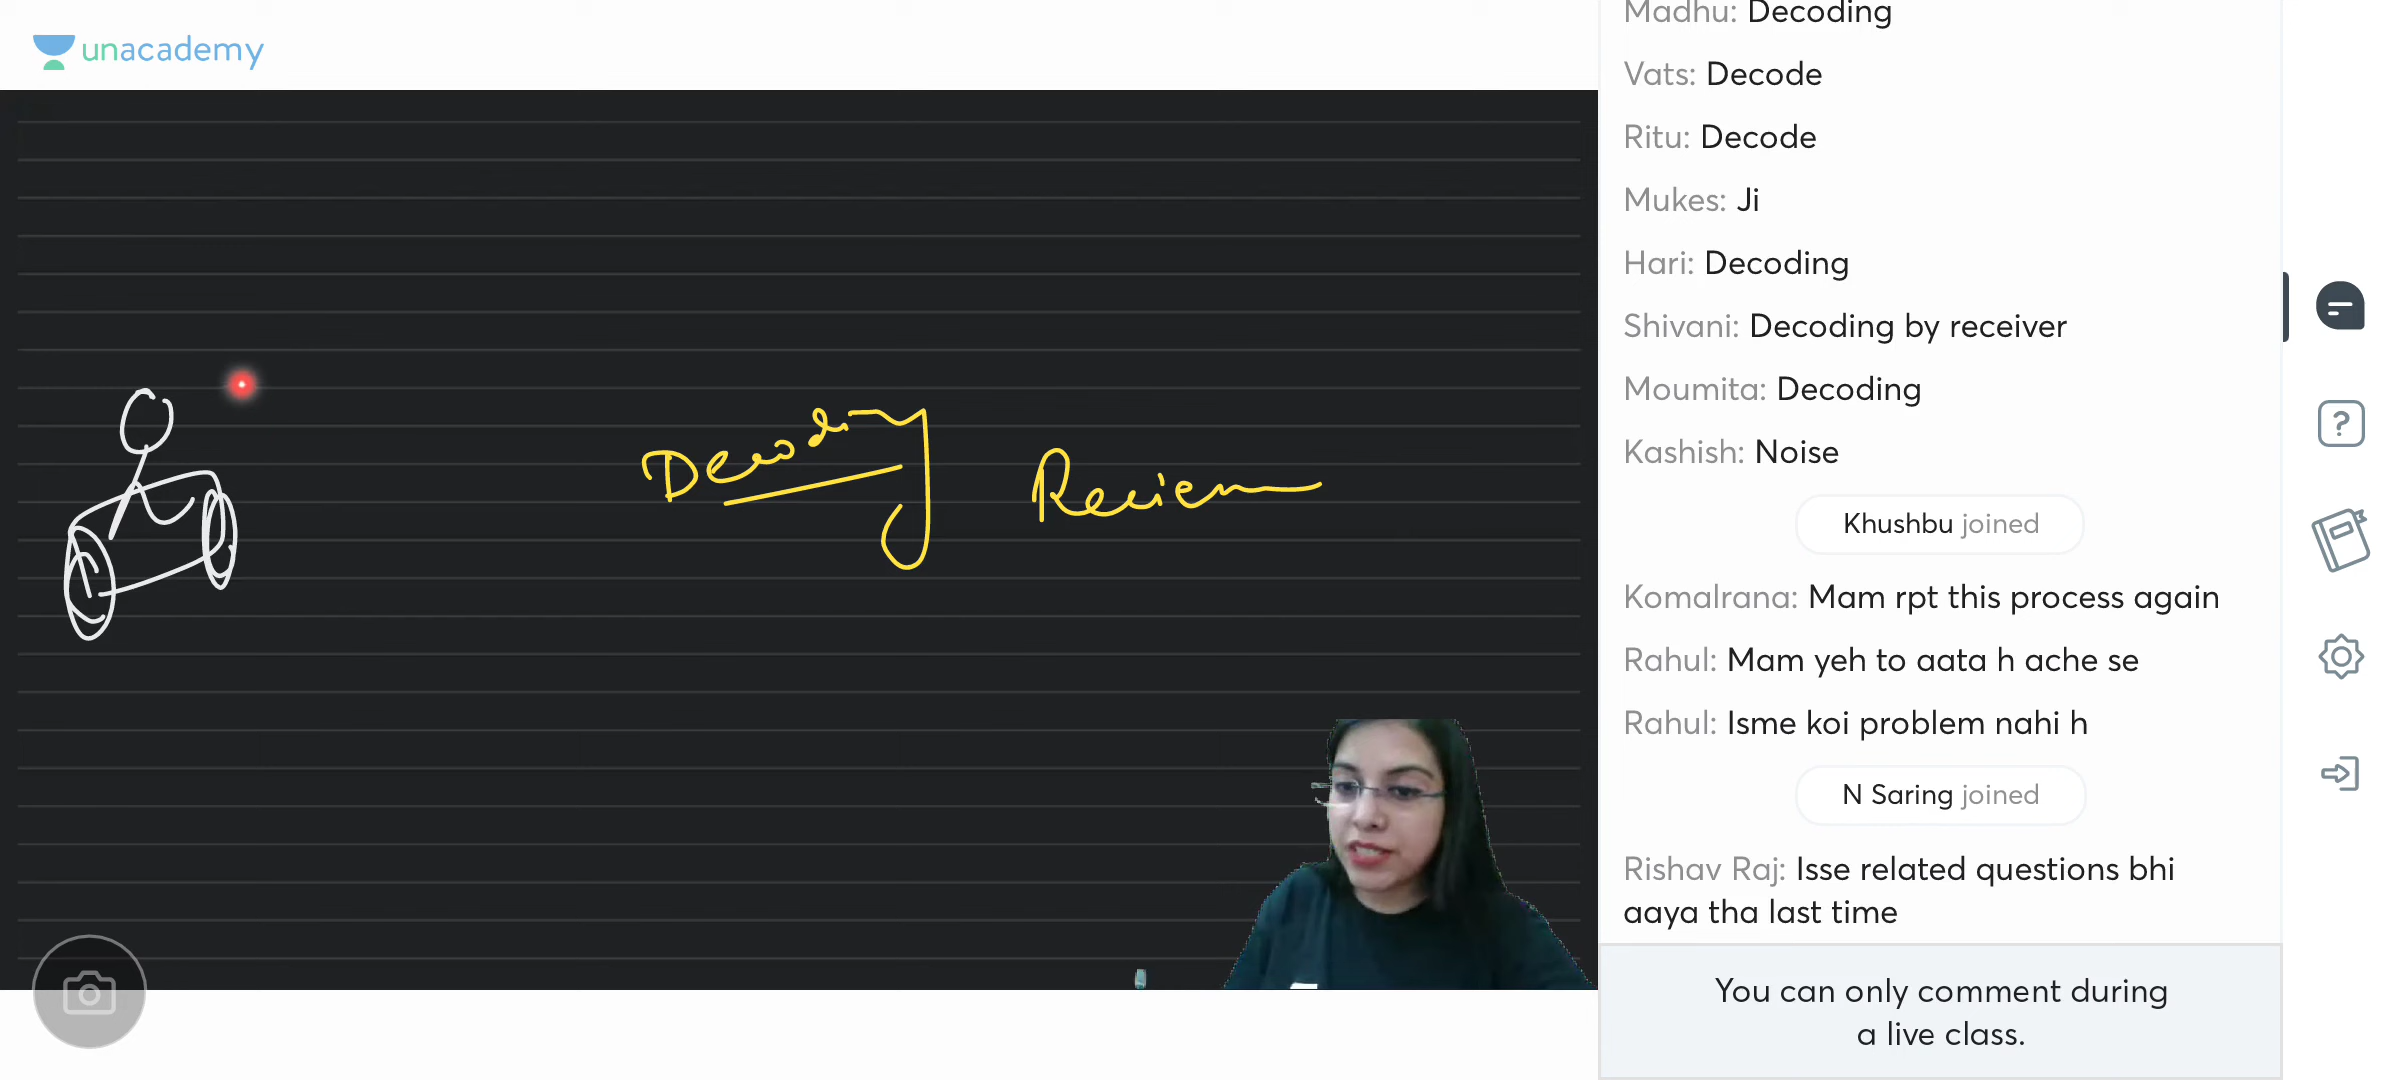 unacademy
Decoding Reciever
Madhu: Decoding
Vats: Decode
Ritu: Decode
Mukes: Ji
Hari: Decoding
Shivani: Decoding by receiver
Moumita: Decoding
Kashish: Noise
Khushbu joined
Komalrana: Mam rpt this process again
Rahul: Mam yeh to aata h ache se
Rahul: Isme koi problem nahi h
N Saring joined
Rishav Raj: Isse related questions bhi
aaya tha last time
You can only comment during
a live class.